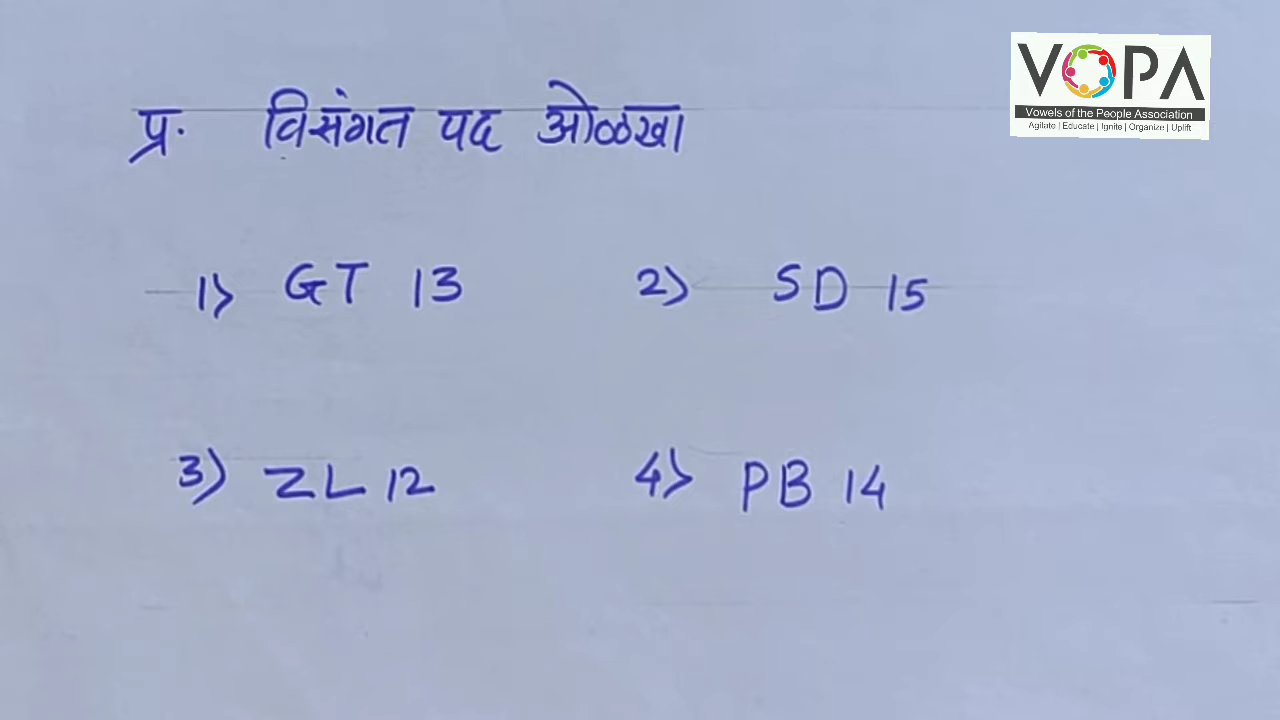 VOPA
Vowels of the People Association
Agitate | Educate | Ignite | Organize | Uplift
प्र. विसंगत पद ओळखा
1) GT 13 2) SD 15
3) ZL 12 4) PB 14